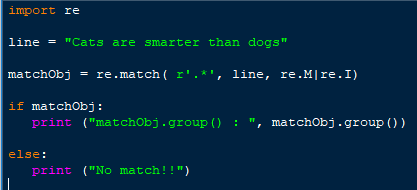 import re
line = "Cats are smarter than dogs"
matchObj = re.match( r'.*', line, re.M|re.I)
if matchObj:
   print ("matchObj.group() : ", matchObj.group())
else:
   print ("No match!!")